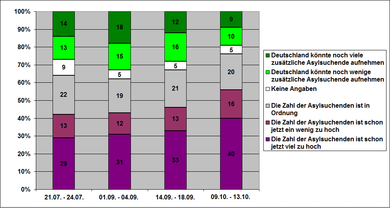 100%
90%
80%
70%
60%
50%
40%
30%
20%
10%
0%
14
13
9
22
13
29
18
15
5
19
12
31
12
16
5
21
13
33
9
10
5
20
16
40
21.07. - 24.07.
01.09. - 04.09.
14.09. - 18.09.
09.10. - 13.10.
Deutschland könnte noch viele
zusätzliche Asylsuchende aufnehmen
Deutschland könnte noch wenige
zusätzliche Asylsuchende aufnehmen
Keine Angaben
Die Zahl der Asylsuchenden ist in
Ordnung
Die Zahl der Asylsuchenden ist schon
jetzt ein wenig zu hoch
Die Zahl der Asylsuchenden ist schon
jetzt viel zu hoch